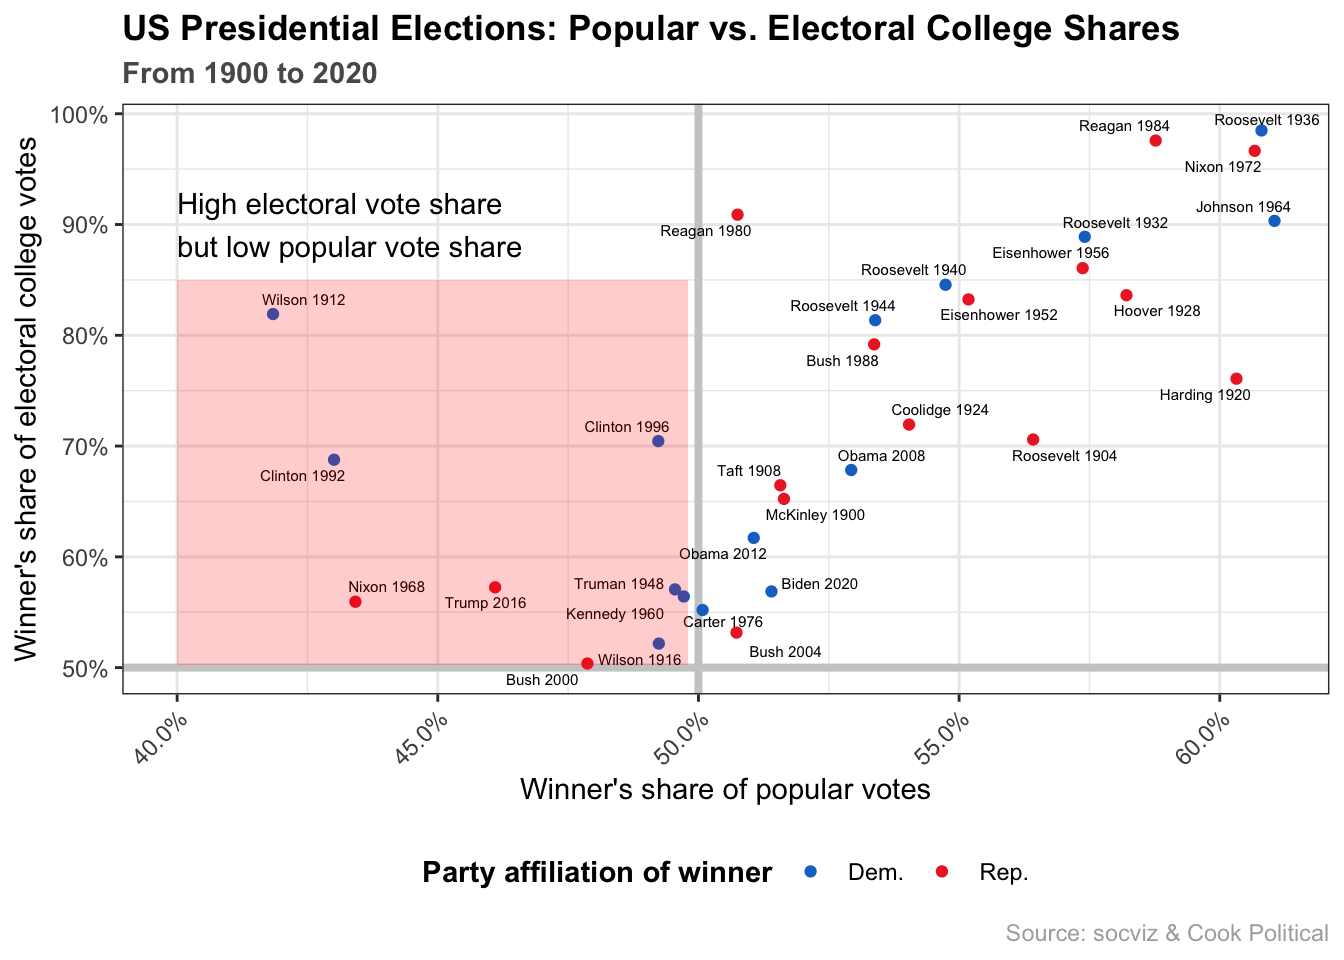 US Presidential Elections: Popular vs. Electoral College Shares
From 1900 to 2020
Winner's share of electoral college votes
100%
90%
80%
70%
60%
50%
High electoral vote share
but low popular vote share
Roosevelt 1936
Reagan 1984
Nixon 1972
Johnson 1964
Roosevelt 1932
Reagan 1980
Eisenhower 1956
Roosevelt 1940
Wilson 1912
Roosevelt 1944
Hoover 1928
Eisenhower 1952
Bush 1988
Harding 1920
Coolidge 1924
Clinton 1996
Obama 2008
Roosevelt 1904
Taft 1908
Clinton 1992
McKinley 1900
Obama 2012
Truman 1948
Biden 2020
Nixon 1968
Trump 2016
Kennedy 1960
Carter 1976
Bush 2004
Wilson 1916
Bush 2000
40.0%
45.0%
50.0%
55.0%
60.0%
Winner's share of popular votes
Party affiliation of winner
Dem.
Rep.
Source: socviz & Cook Political